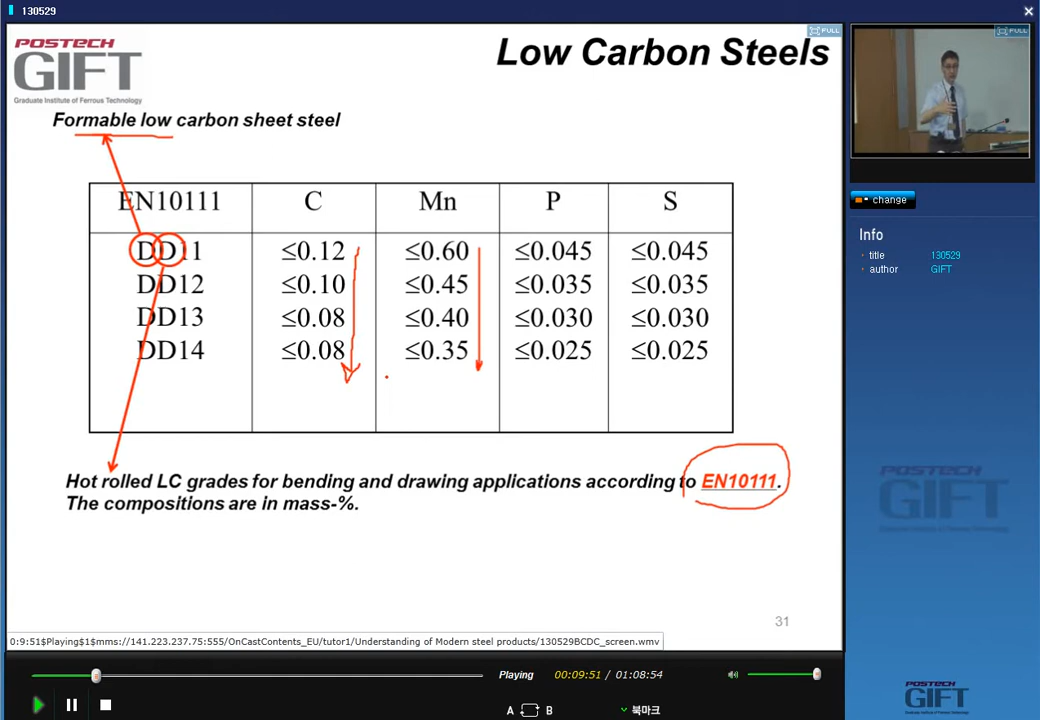 130529
POSTECH
GIFT
Graduate Institute of Ferrous Technology
Low Carbon Steels
FULL
FULL
Formable low carbon sheet steel
EN10111 C Mn P S
DD11 ≤0.12 ≤0.60 ≤0.045 ≤0.045
DD12 ≤0.10 ≤0.45 ≤0.035 ≤0.035
DD13 ≤0.08 ≤0.40 ≤0.030 ≤0.030
DD14 ≤0.08 ≤0.35 ≤0.025 ≤0.025
Hot rolled LC grades for bending and drawing applications according to EN10111.
The compositions are in mass-%.
31
0:9:51$Playing$1$mms://141.223.237.75:555/OnCastContents_EU/tutor1/Understanding of Modern steel products/130529BCDC_screen.wmv
Playing 00:09:51 / 01:08:54
A B 북마크
change
Info
title 130529
author GIFT
POSTECH
GIFT
POSTECH
GIFT